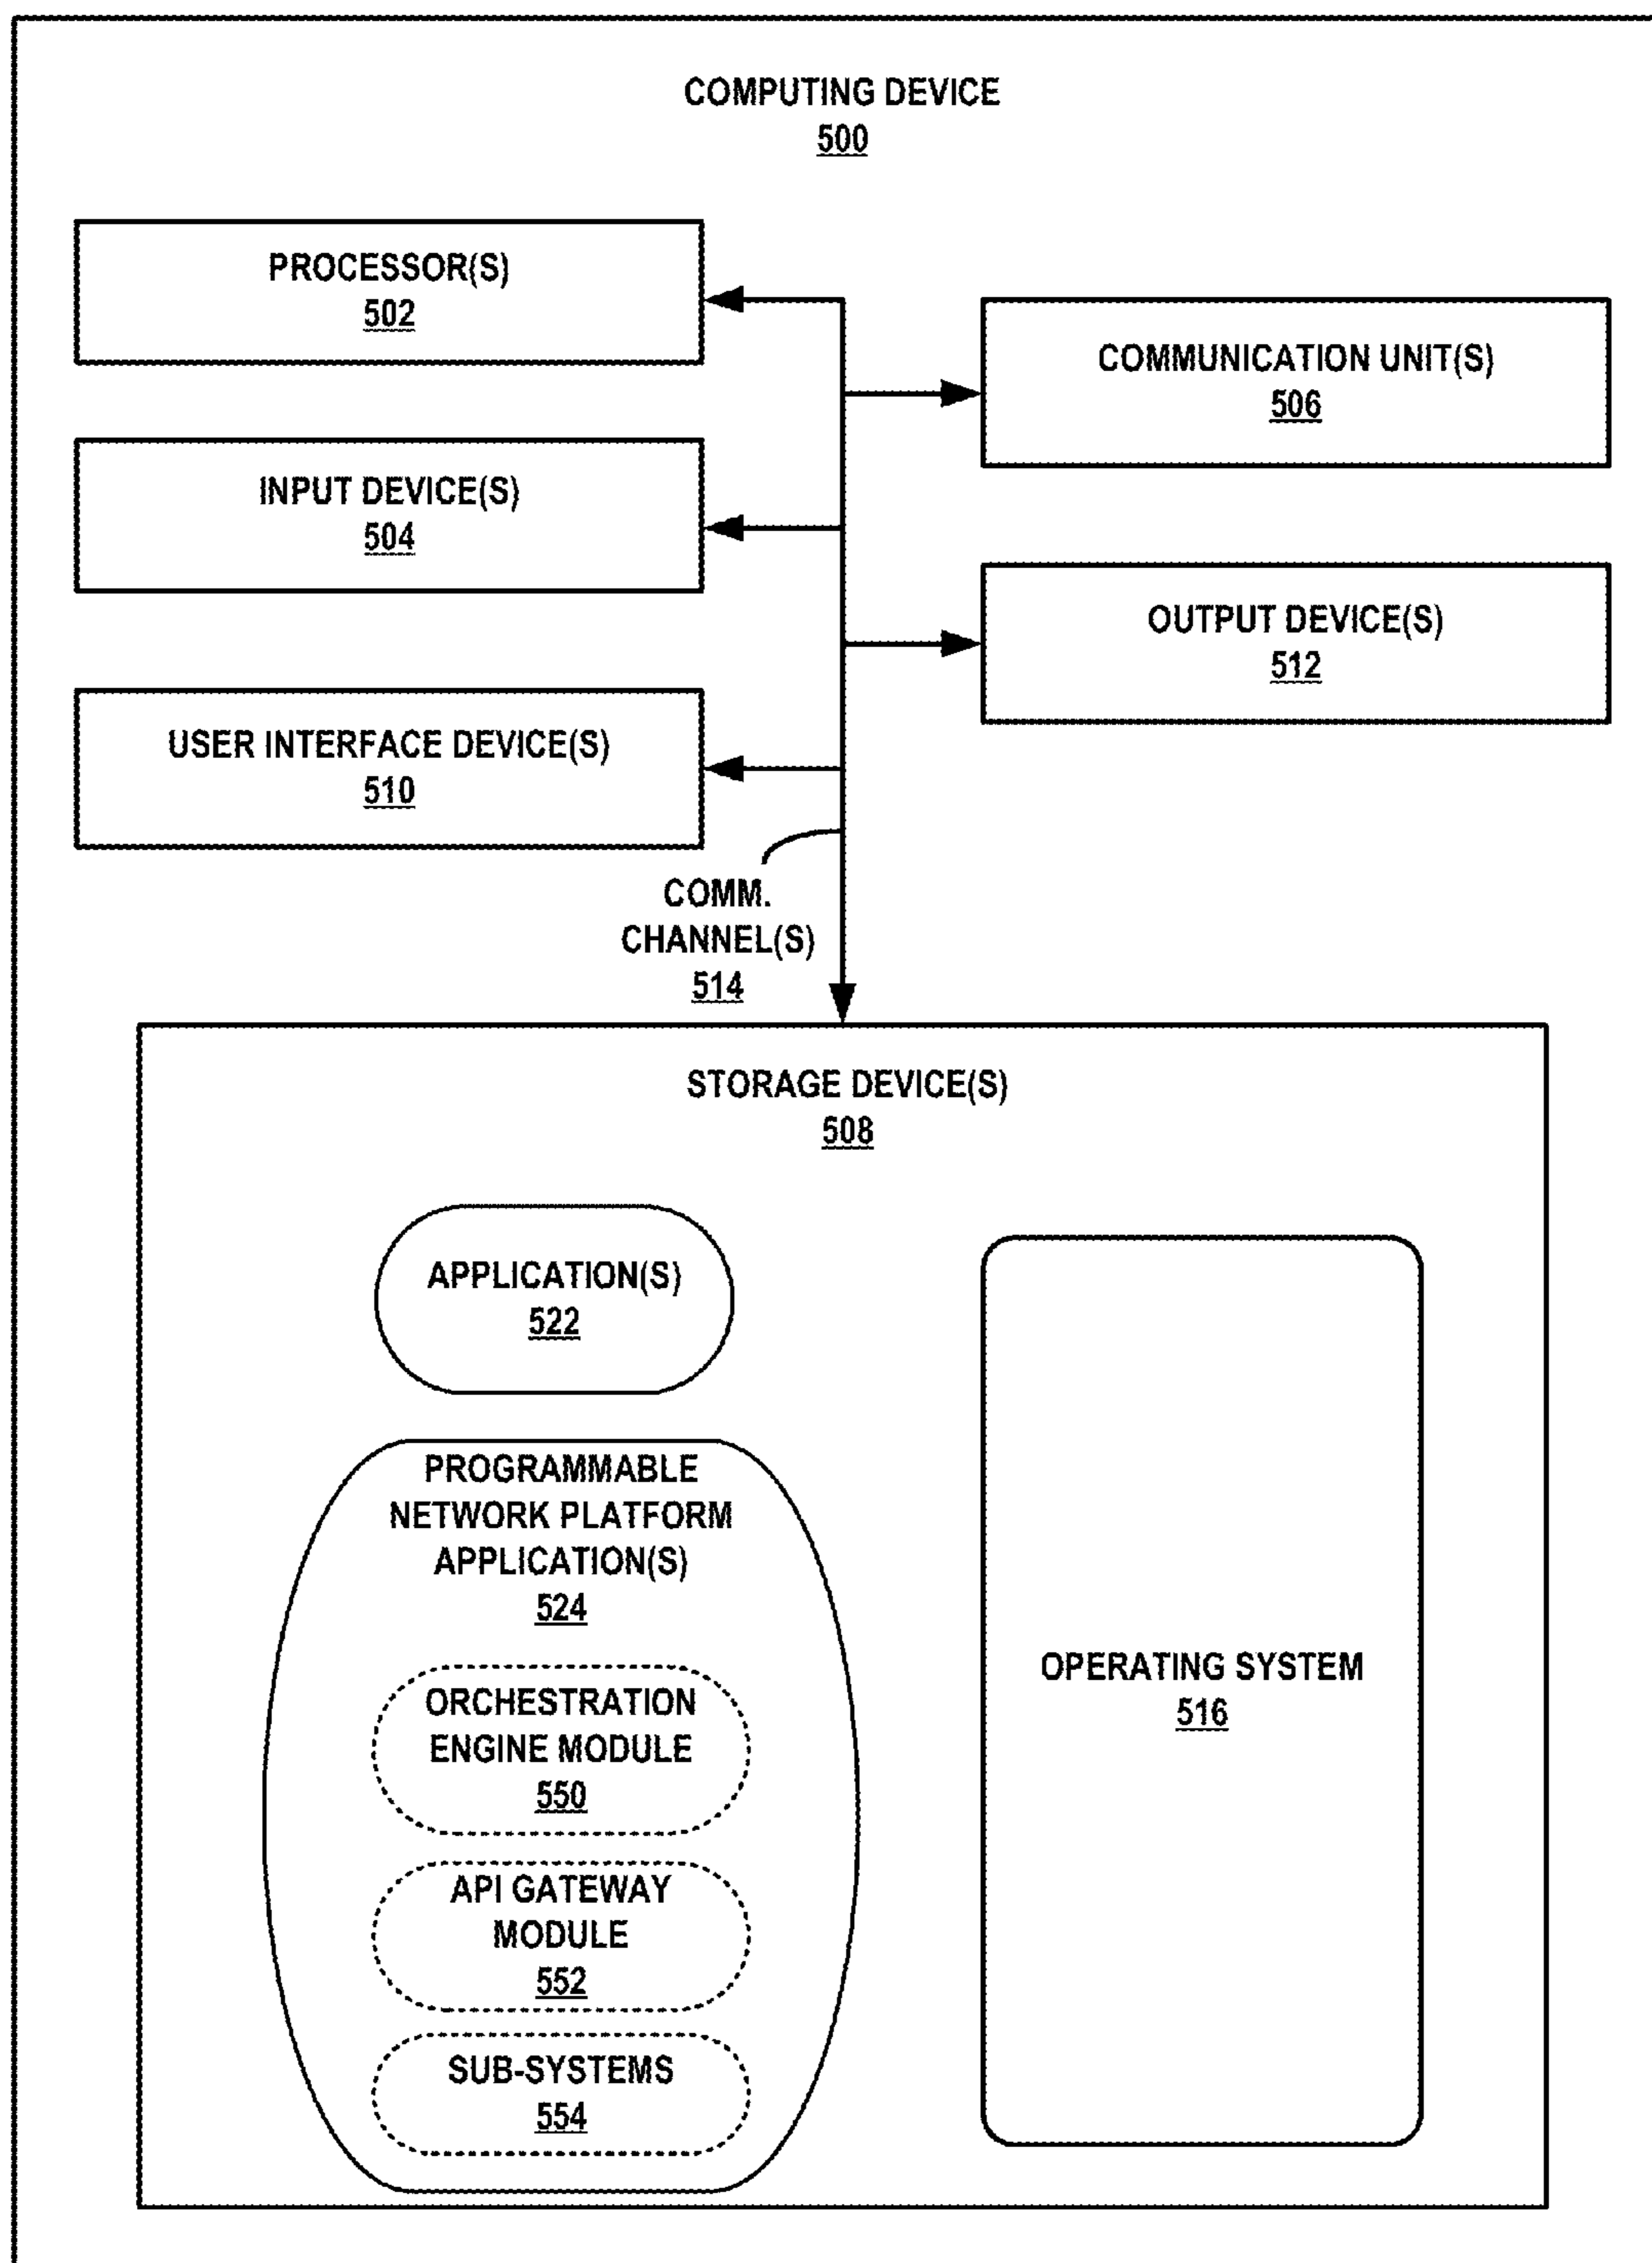 COMPUTING DEVICE
500
PROCESSOR(S)
502
COMMUNICATION UNIT(S)
506
INPUT DEVICE(S)
504
OUTPUT DEVICE(S)
512
USER INTERFACE DEVICE(S)
510
COMM.
CHANNEL(S)
514
STORAGE DEVICE(S)
508
APPLICATION(S)
522
PROGRAMMABLE
NETWORK PLATFORM
APPLICATION(S)
524
ORCHESTRATION
ENGINE MODULE
550
API GATEWAY
MODULE
552
SUB-SYSTEMS
554
OPERATING SYSTEM
516